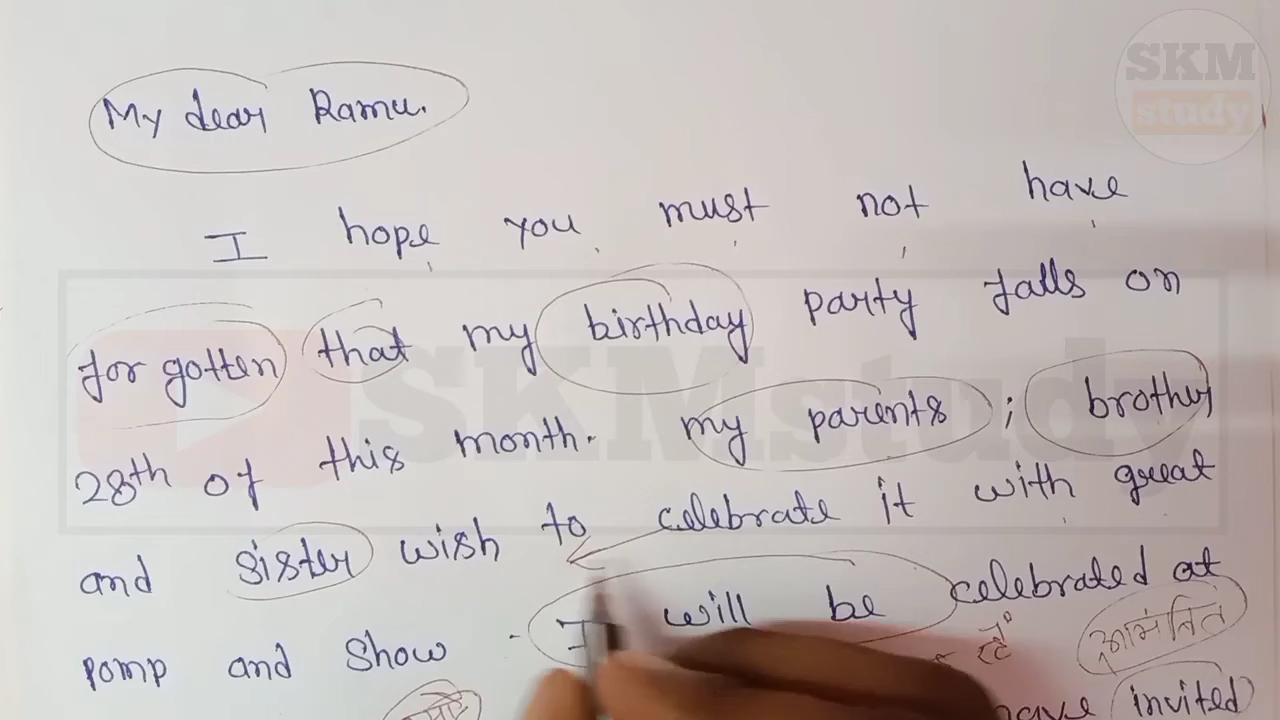 SKM
study
My dear Ramu.
I hope you must not have
forgotten that my birthday party falls on
28th of this month. my parents ; brother
and sister wish to celebrate it with great
pomp and show. will be celebrated at
आमंत्रित
have invited
SKMstudy